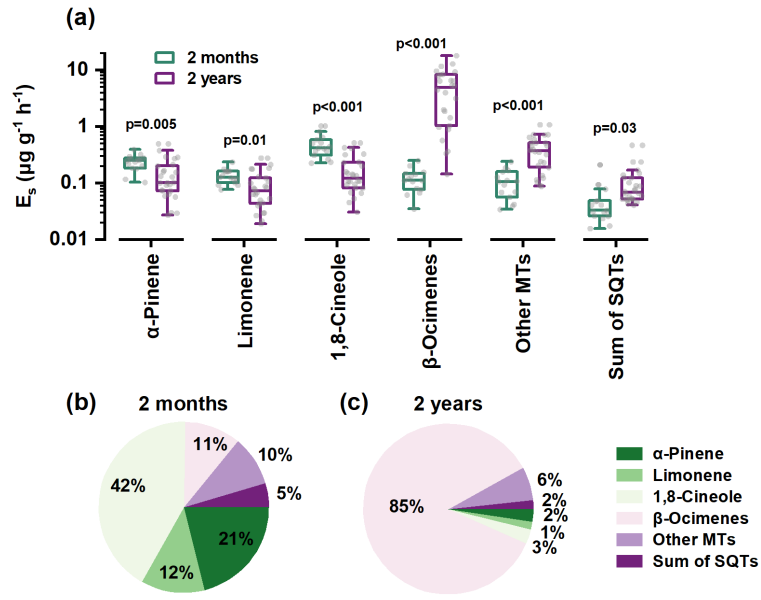 (a)
2 months
2 years
E_s (μg g⁻¹ h⁻¹)
10
1
0.1
0.01
p=0.005
p=0.01
p<0.001
p<0.001
p<0.001
p=0.03
α-Pinene
Limonene
1,8-Cineole
β-Ocimenes
Other MTs
Sum of SQTs
(b) 2 months
11%
10%
5%
21%
12%
42%
(c) 2 years
85%
6%
2%
2%
1%
3%
α-Pinene
Limonene
1,8-Cineole
β-Ocimenes
Other MTs
Sum of SQTs